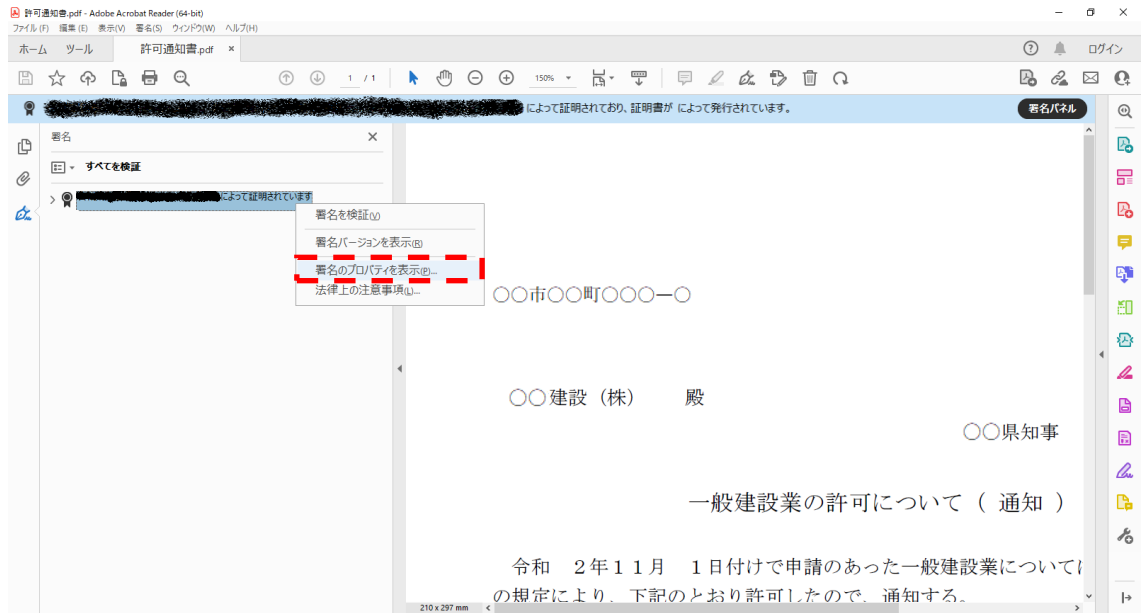 許可通知書.pdf - Adobe Acrobat Reader (64-bit)
ファイル(F) 編集(E) 表示(V) 署名(S) ウィンドウ(W) ヘルプ(H)
ホーム ツール 許可通知書.pdf × ログイン
1 / 1 150%
によって証明されており、証明書が によって発行されています。 署名パネル
署名
すべてを検証
によって証明されています
署名を検証(V)
署名バージョンを表示(R)
署名のプロパティを表示(P)...
法律上の注意事項(L)...
〇〇市〇〇町〇〇〇―〇
〇〇建設（株） 殿
〇〇県知事
一般建設業の許可について（ 通知 ）
令和 2年11月 1日付けで申請のあった一般建設業については
の規定により、下記のとおり許可したので、通知する。
210 x 297 mm